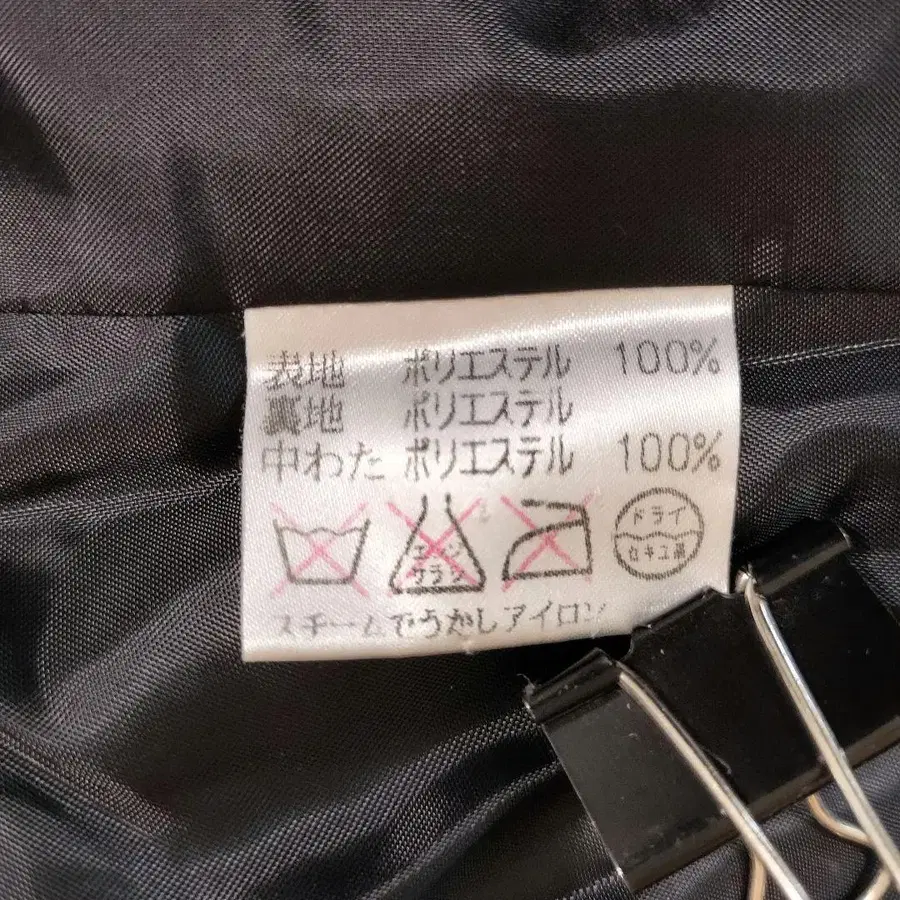 表地 ポリエステル 100%
裏地 ポリエステル
中わた ポリエステル 100%
エンソ
サラシ
ドライ
セキユ系
スチームでうかしアイロン